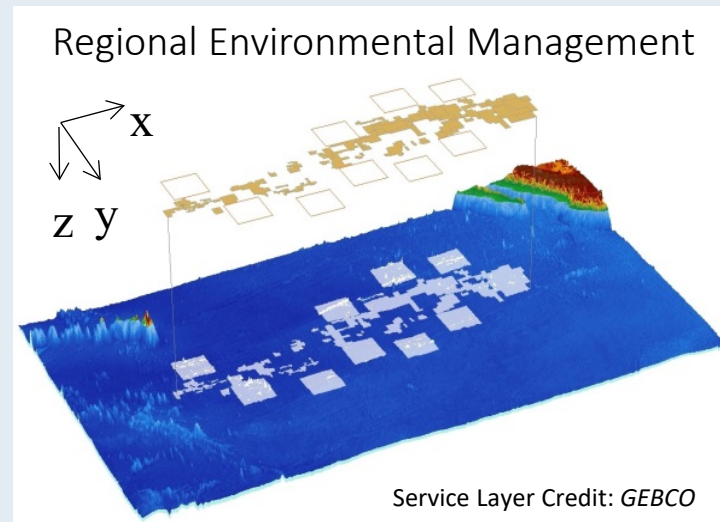 Regional Environmental Management
x
z y
Service Layer Credit: GEBCO